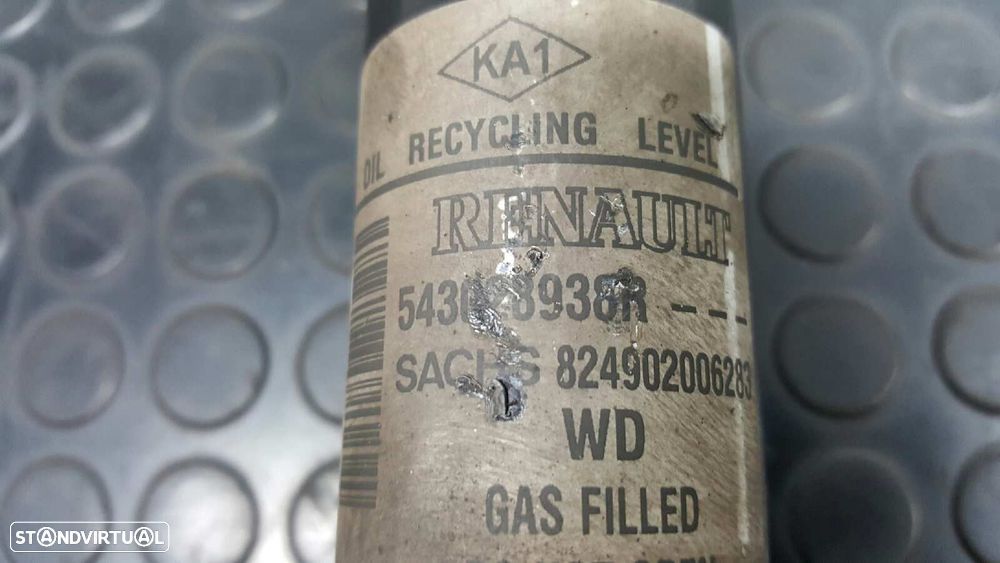 KA1
OIL RECYCLING LEVEL
RENAULT
543028938R - - -
SACHS 824902006283
WD
GAS FILLED
STANDVIRTUAL